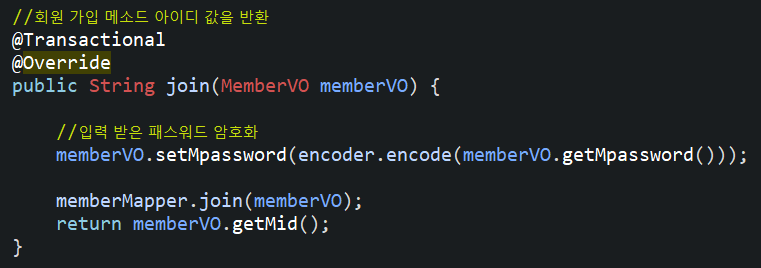 //회원 가입 메소드 아이디 값을 반환
@Transactional
@Override
public String join(MemberVO memberVO) {
//입력 받은 패스워드 암호화
memberVO.setMpassword(encoder.encode(memberVO.getMpassword()));
memberMapper.join(memberVO);
return memberVO.getMid();
}